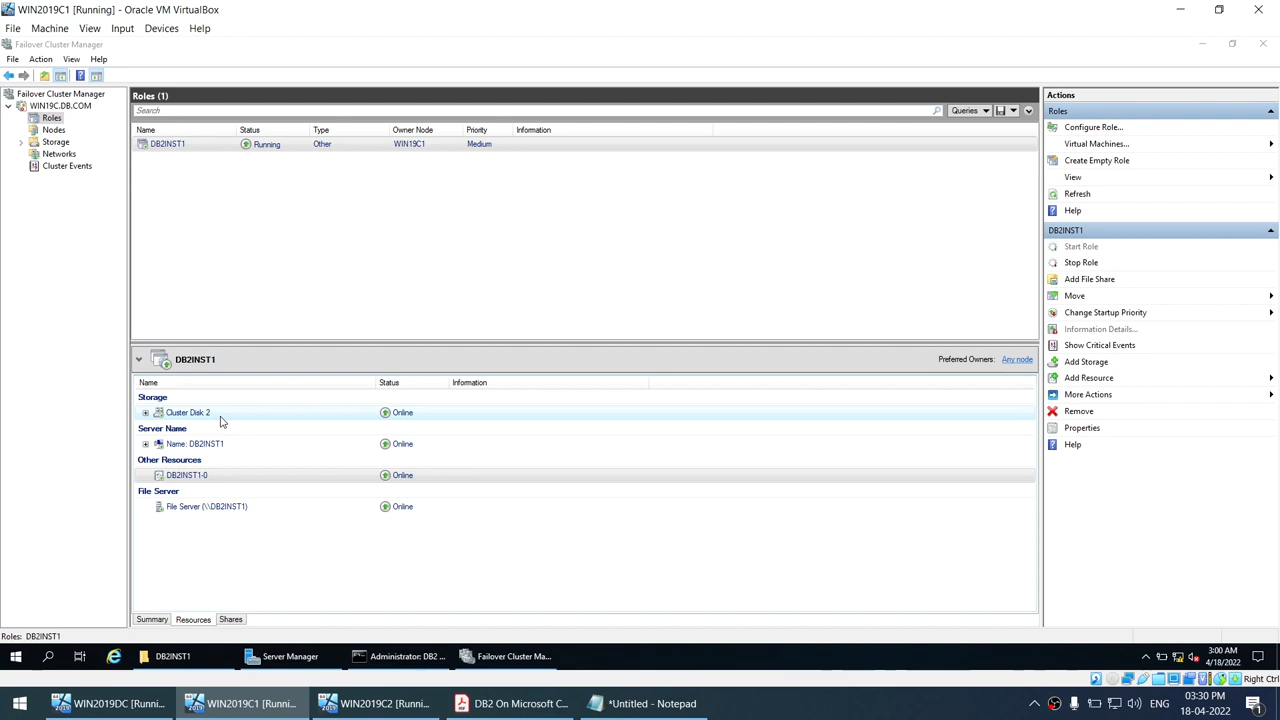 WIN2019C1 [Running] - Oracle VM VirtualBox
File Machine View Input Devices Help
Failover Cluster Manager
File Action View Help
Failover Cluster Manager
WIN19C.DB.COM
Roles
Nodes
Storage
Networks
Cluster Events
Roles (1)
Search
Queries
Name Status Type Owner Node Priority Information
DB2INST1 Running Other WIN19C1 Medium
DB2INST1
Preferred Owners: Any node
Name Status Information
Storage
Cluster Disk 2 Online
Server Name
Name: DB2INST1 Online
Other Resources
DB2INST1-0 Online
File Server
File Server (\\DB2INST1) Online
Summary Resources Shares
Actions
Roles
Configure Role...
Virtual Machines...
Create Empty Role
View
Refresh
Help
DB2INST1
Start Role
Stop Role
Add File Share
Move
Change Startup Priority
Information Details...
Show Critical Events
Add Storage
Add Resource
More Actions
Remove
Properties
Help
Roles: DB2INST1
DB2INST1 Server Manager Administrator: DB2 ... Failover Cluster Ma...
3:00 AM
4/18/2022
Right Ctrl
WIN2019DC [Runni... WIN2019C1 [Runni... WIN2019C2 [Runni... DB2 On Microsoft C... *Untitled - Notepad
ENG
03:30 PM
18-04-2022